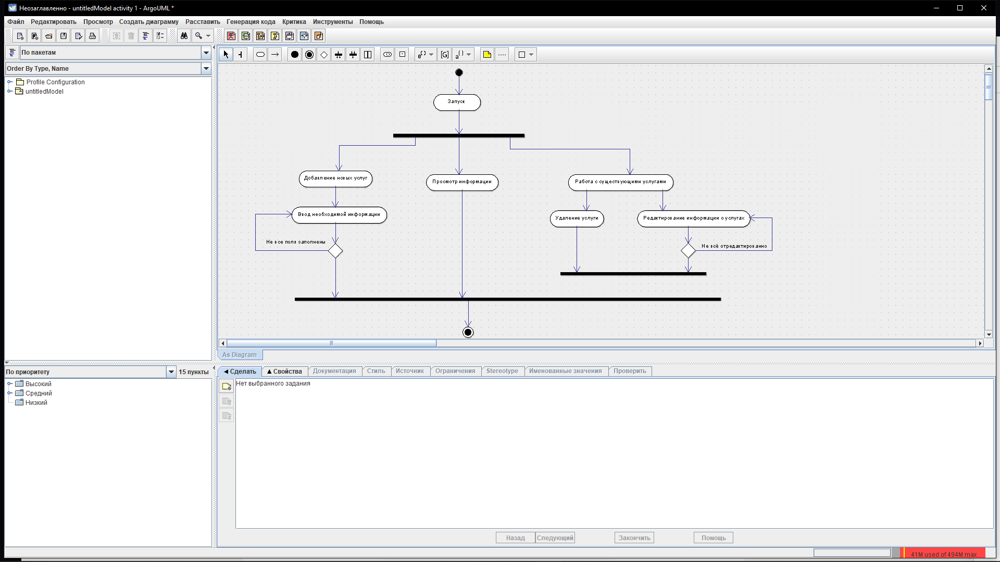 Неозаглавленно - untitledModel activity 1 - ArgoUML *
Файл Редактировать Просмотр Создать диаграмму Расставить Генерация кода Критика Инструменты Помощь
По пакетам
Order By Type, Name
Profile Configuration
untitledModel
Запуск
Добавление новых услуг
Просмотр информации
Работа с существующими услугами
Ввод необходимой информации
Удаление услуги
Редактирование информации о услугах
Не все поля заполнены
Не всё отредактированно
As Diagram
По приоритету 15 пункты
Высокий
Средний
Низкий
Сделать Свойства Документация Стиль Источник Ограничения Stereotype Именованные значения Проверить
Нет выбранного задания
Назад Следующий Закончить Помощь
41M used of 494M max